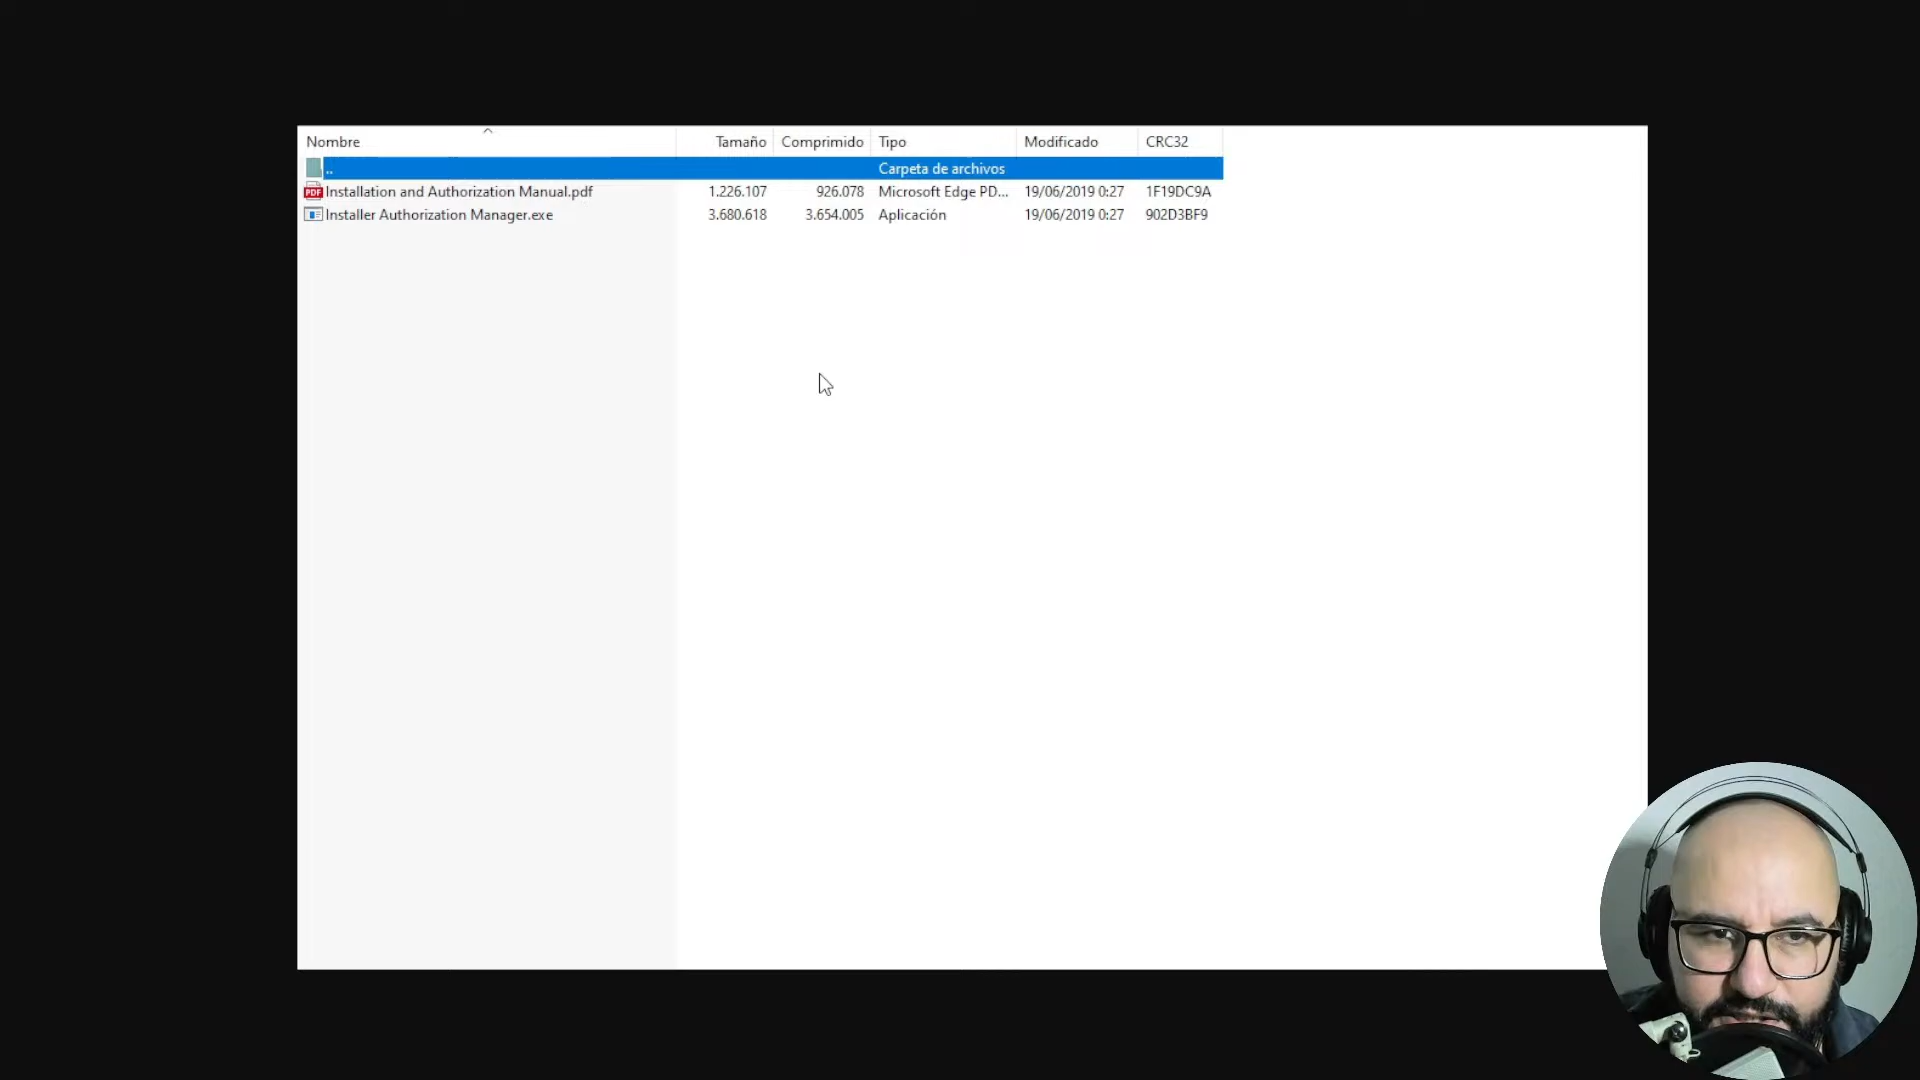 Nombre Tamaño Comprimido Tipo Modificado CRC32
.. Carpeta de archivos
PDF Installation and Authorization Manual.pdf 1.226.107 926.078 Microsoft Edge PD... 19/06/2019 0:27 1F19DC9A
Installer Authorization Manager.exe 3.680.618 3.654.005 Aplicación 19/06/2019 0:27 902D3BF9